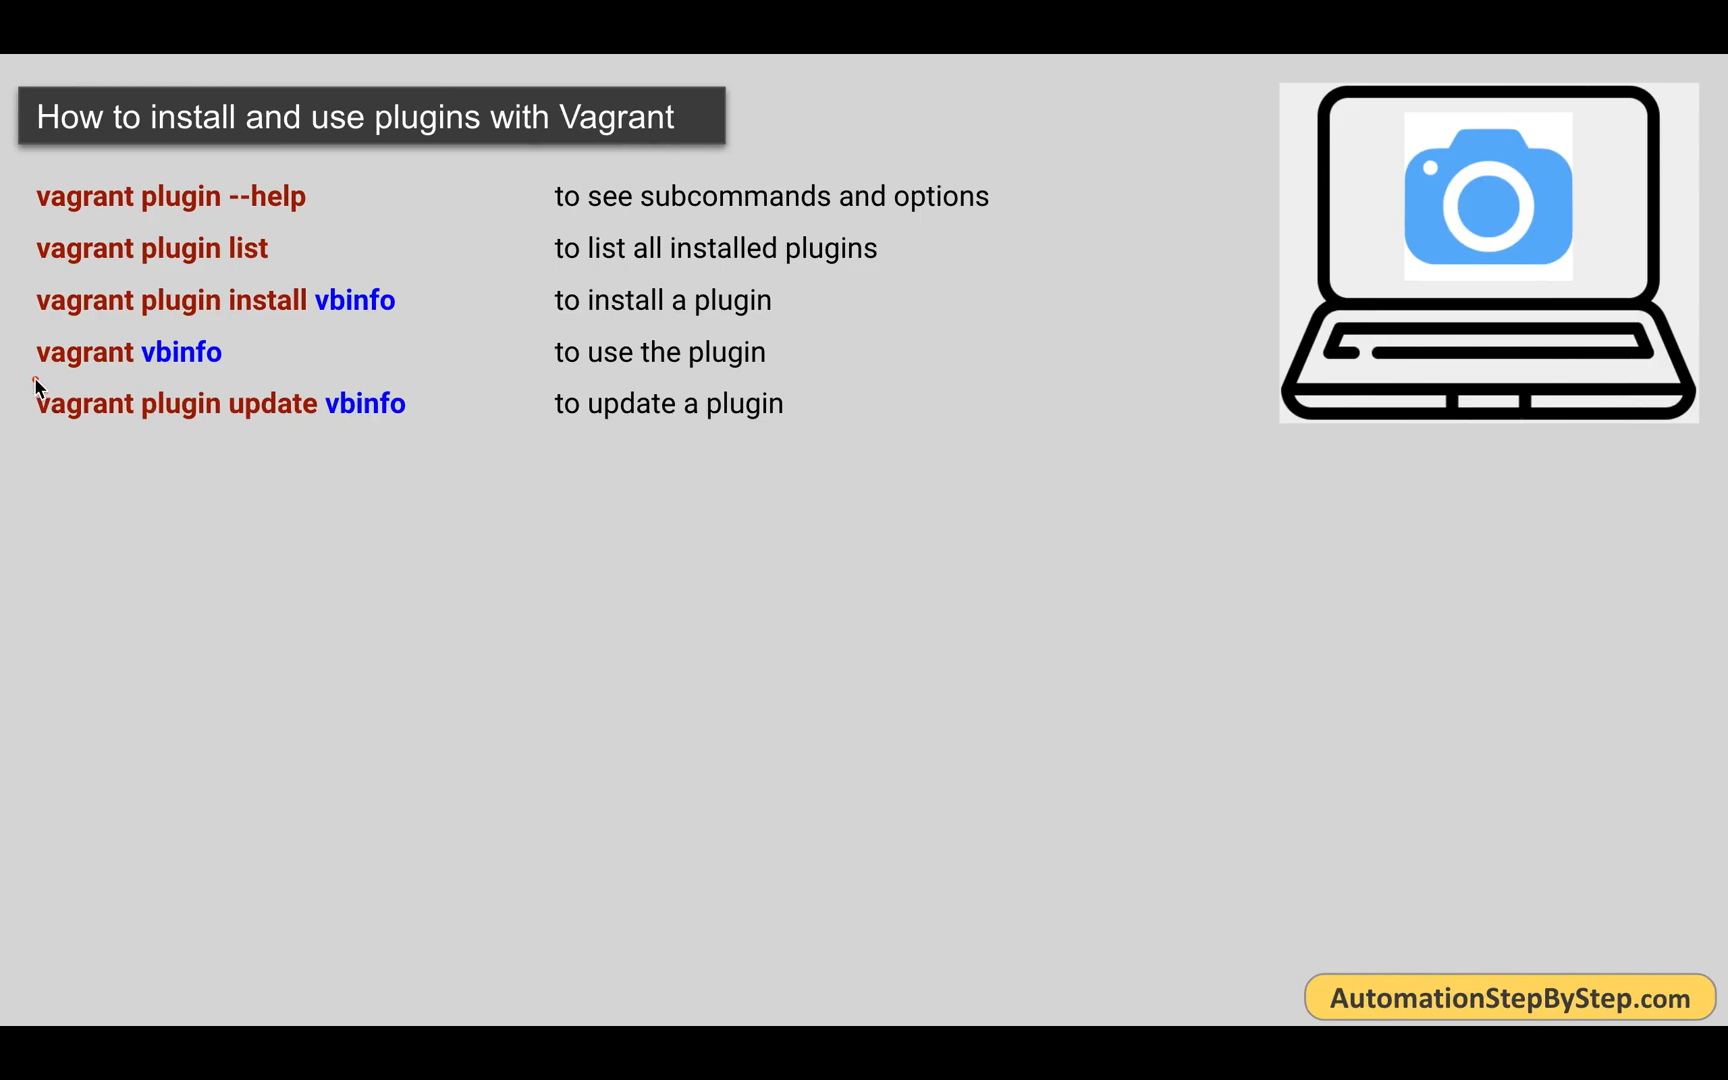 How to install and use plugins with Vagrant
vagrant plugin --help to see subcommands and options
vagrant plugin list to list all installed plugins
vagrant plugin install vbinfo to install a plugin
vagrant vbinfo to use the plugin
vagrant plugin update vbinfo to update a plugin
AutomationStepByStep.com